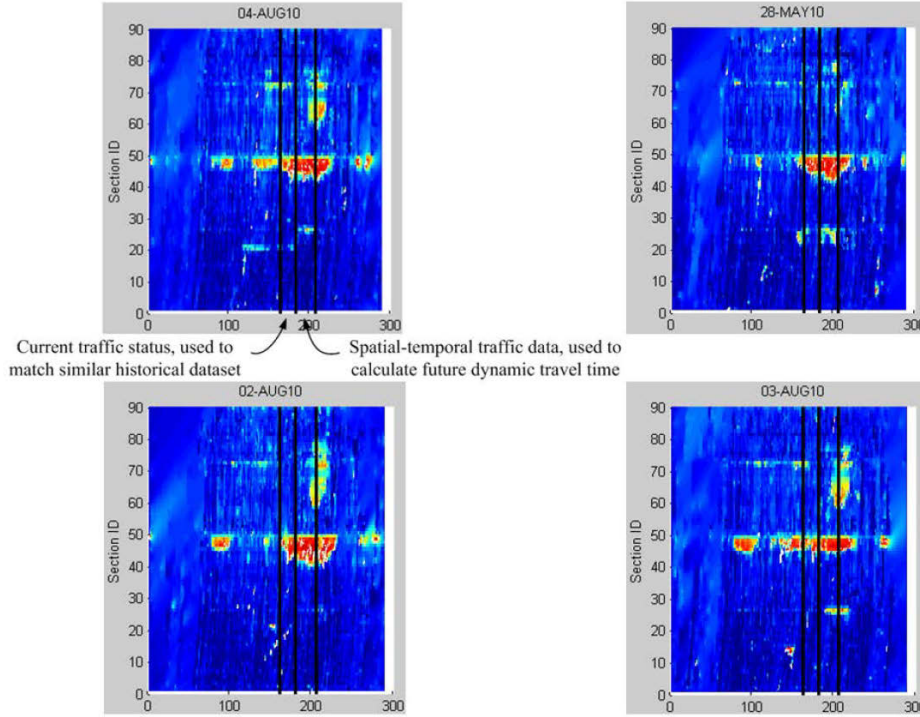 04-AUG10
90
80
70
60
50
40
30
20
10
0
Section ID
0 100 200 300
28-MAY10
90
80
70
60
50
40
30
20
10
0
Section ID
0 100 200 300
Current traffic status, used to
match similar historical dataset
Spatial-temporal traffic data, used to
calculate future dynamic travel time
02-AUG10
90
80
70
60
50
40
30
20
10
0
Section ID
0 100 200 300
03-AUG10
90
80
70
60
50
40
30
20
10
0
Section ID
0 100 200 300